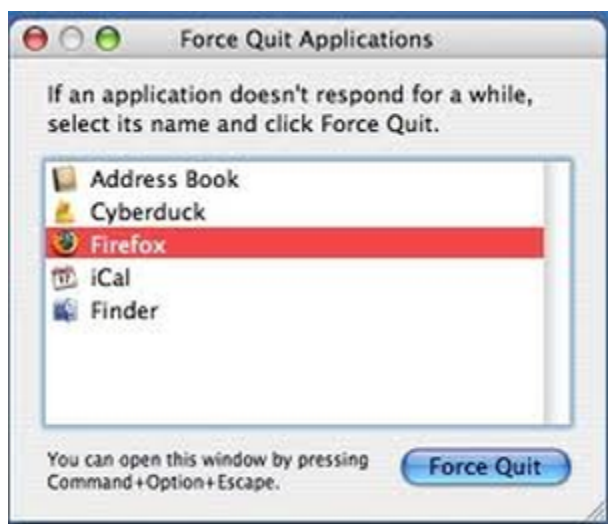 Force Quit Applications
If an application doesn't respond for a while,
select its name and click Force Quit.
Address Book
Cyberduck
Firefox
iCal
Finder
You can open this window by pressing
Command+Option+Escape.
Force Quit